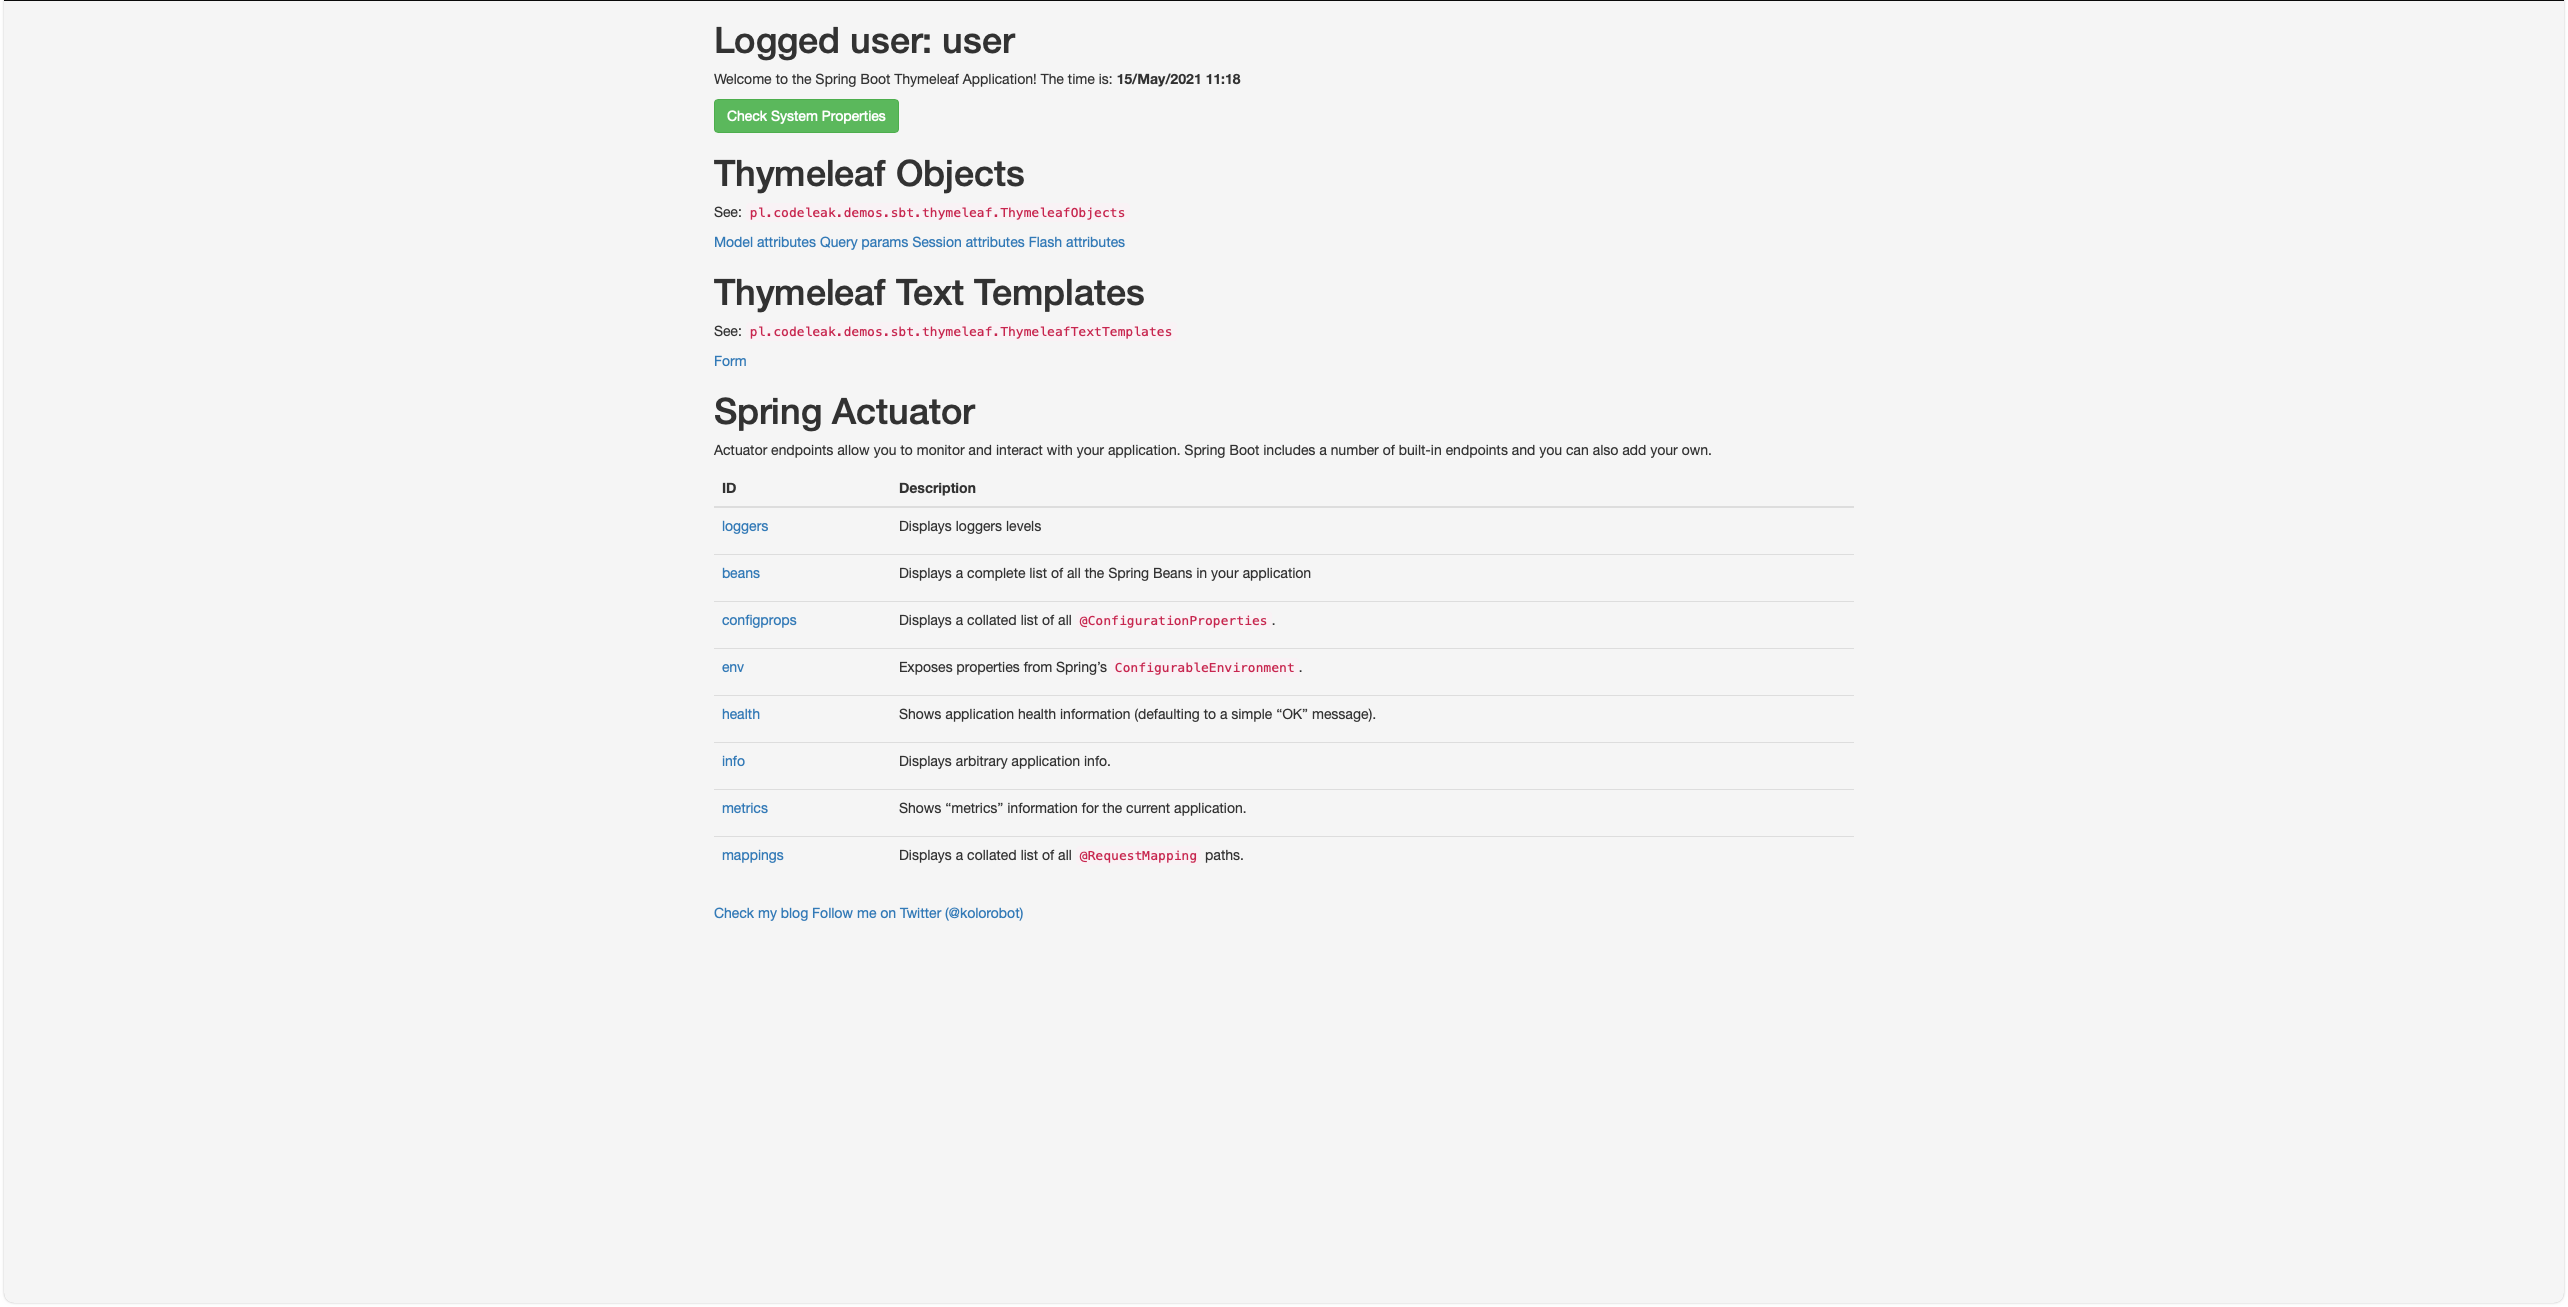 Logged user: user
Welcome to the Spring Boot Thymeleaf Application! The time is: 15/May/2021 11:18
Check System Properties
Thymeleaf Objects
See: pl.codeleak.demos.sbt.thymeleaf.ThymeleafObjects
Model attributes Query params Session attributes Flash attributes
Thymeleaf Text Templates
See: pl.codeleak.demos.sbt.thymeleaf.ThymeleafTextTemplates
Form
Spring Actuator
Actuator endpoints allow you to monitor and interact with your application. Spring Boot includes a number of built-in endpoints and you can also add your own.
ID Description
loggers Displays loggers levels
beans Displays a complete list of all the Spring Beans in your application
configprops Displays a collated list of all @ConfigurationProperties.
env Exposes properties from Spring’s ConfigurableEnvironment.
health Shows application health information (defaulting to a simple “OK” message).
info Displays arbitrary application info.
metrics Shows “metrics” information for the current application.
mappings Displays a collated list of all @RequestMapping paths.
Check my blog Follow me on Twitter (@kolorobot)